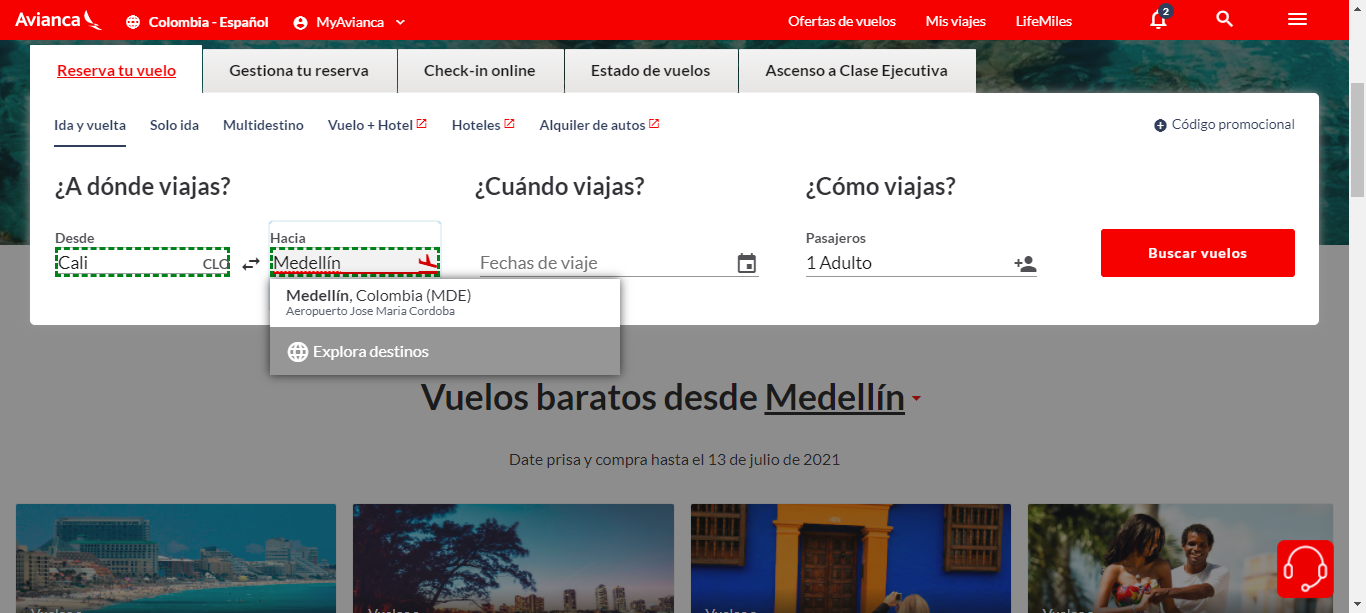 Avianca
Colombia - Español
MyAvianca
Ofertas de vuelos
Mis viajes
LifeMiles
2
Reserva tu vuelo
Gestiona tu reserva
Check-in online
Estado de vuelos
Ascenso a Clase Ejecutiva
Ida y vuelta
Solo ida
Multidestino
Vuelo + Hotel
Hoteles
Alquiler de autos
Código promocional
¿A dónde viajas?
¿Cuándo viajas?
¿Cómo viajas?
Desde
Hacia
Pasajeros
Cali
CLO
Medellín
Fechas de viaje
1 Adulto
Buscar vuelos
Medellín, Colombia (MDE)
Aeropuerto Jose Maria Cordoba
Explora destinos
Vuelos baratos desde Medellín
Date prisa y compra hasta el 13 de julio de 2021
Vuelos a
Vuelos a
Vuelos a
Vuelos a